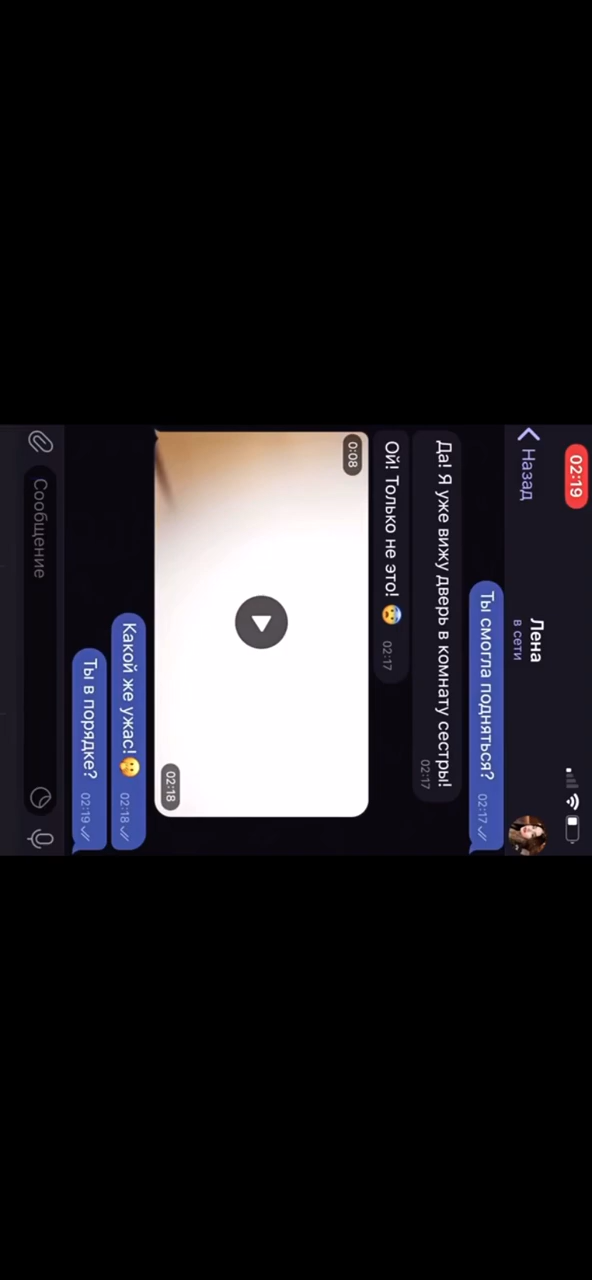 02:19
Назад
Лена
в сети
Ты смогла подняться? 02:17
Да! Я уже вижу дверь в комнату сестры! 02:17
Ой! Только не это! 😰 02:17
0:08
02:18
Какой же ужас!🫢 02:18
Ты в порядке? 02:19
Сообщение